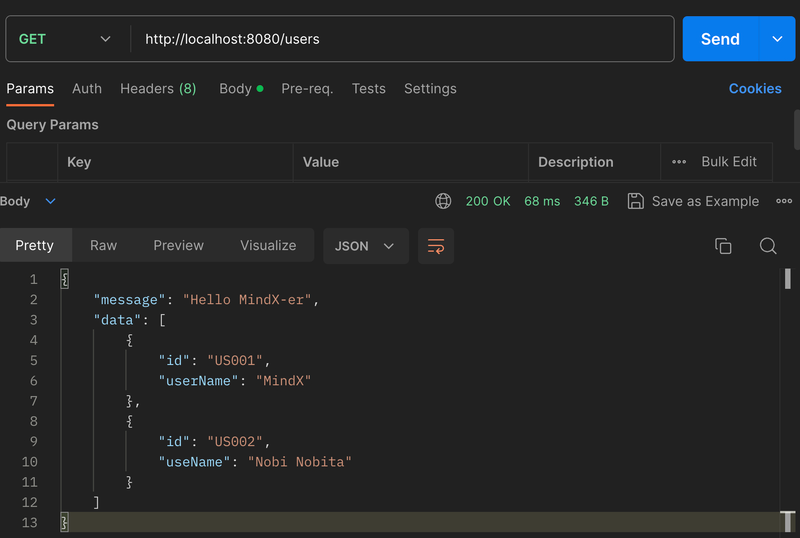 GET http://localhost:8080/users Send
Params Auth Headers (8) Body Pre-req. Tests Settings Cookies
Query Params
Key Value Description ••• Bulk Edit
Body 200 OK 68 ms 346 B Save as Example •••
Pretty Raw Preview Visualize JSON
1 {
2 "message": "Hello MindX-er",
3 "data": [
4 {
5 "id": "US001",
6 "userName": "MindX"
7 },
8 {
9 "id": "US002",
10 "useName": "Nobi Nobita"
11 }
12 ]
13 }